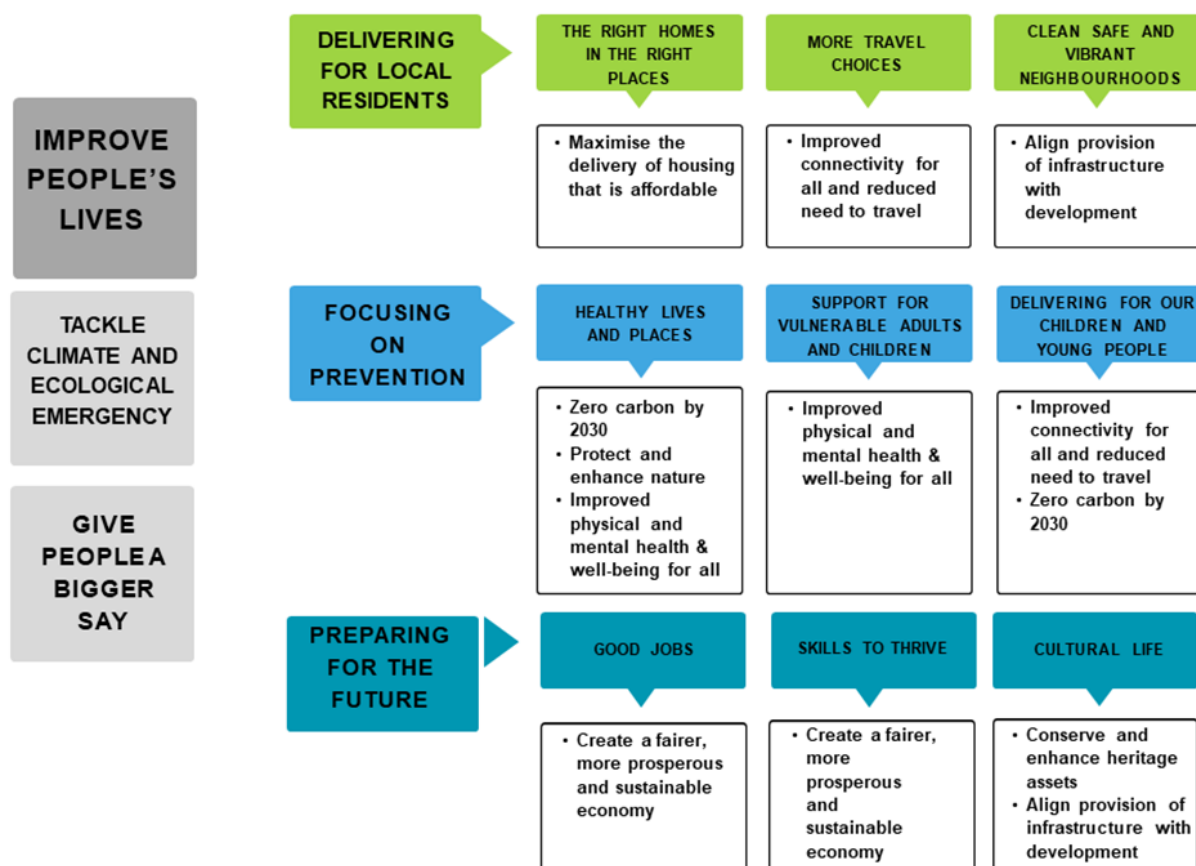 IMPROVE
PEOPLE'S
LIVES
TACKLE
CLIMATE AND
ECOLOGICAL
EMERGENCY
GIVE
PEOPLE A
BIGGER
SAY
DELIVERING
FOR LOCAL
RESIDENTS
THE RIGHT HOMES
IN THE RIGHT
PLACES
• Maximise the
delivery of housing
that is affordable
MORE TRAVEL
CHOICES
• Improved
connectivity for
all and reduced
need to travel
CLEAN SAFE AND
VIBRANT
NEIGHBOURHOODS
• Align provision
of infrastructure
with
development
FOCUSING
ON
PREVENTION
HEALTHY LIVES
AND PLACES
• Zero carbon by
2030
• Protect and
enhance nature
• Improved
physical and
mental health &
well-being for all
SUPPORT FOR
VULNERABLE ADULTS
AND CHILDREN
• Improved
physical and
mental health &
well-being for all
DELIVERING FOR OUR
CHILDREN AND
YOUNG PEOPLE
• Improved
connectivity for
all and reduced
need to travel
• Zero carbon by
2030
PREPARING
FOR THE
FUTURE
GOOD JOBS
• Create a fairer,
more prosperous
and sustainable
economy
SKILLS TO THRIVE
• Create a fairer,
more
prosperous
and
sustainable
economy
CULTURAL LIFE
• Conserve and
enhance heritage
assets
• Align provision of
infrastructure with
development